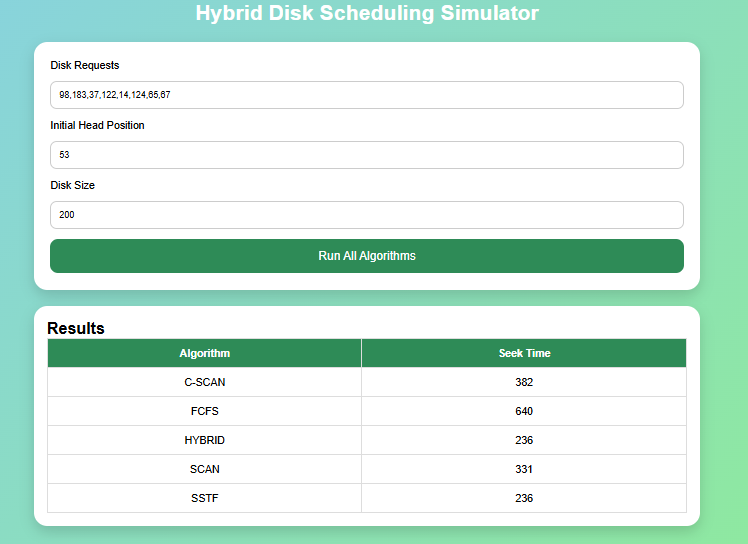 Hybrid Disk Scheduling Simulator
Disk Requests
98,183,37,122,14,124,65,67
Initial Head Position
53
Disk Size
200
Run All Algorithms
Results
Algorithm Seek Time
C-SCAN 382
FCFS 640
HYBRID 236
SCAN 331
SSTF 236